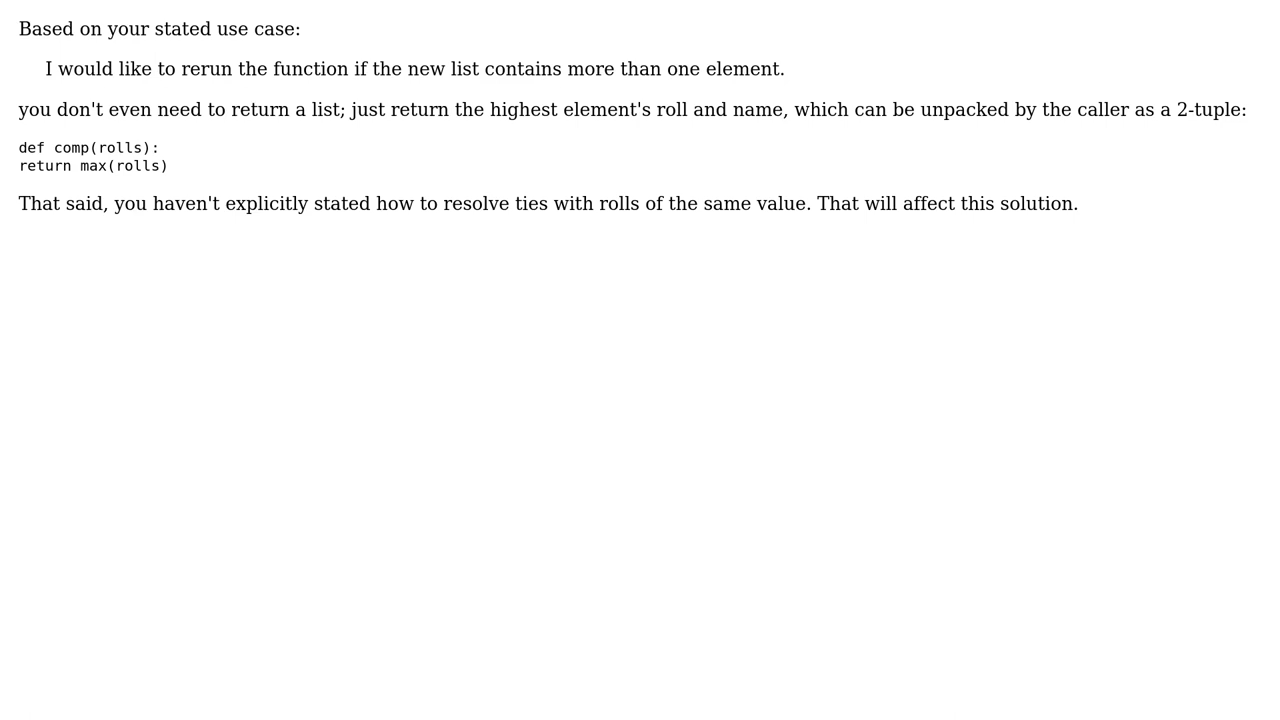 Based on your stated use case:
I would like to rerun the function if the new list contains more than one element.
you don't even need to return a list; just return the highest element's roll and name, which can be unpacked by the caller as a 2-tuple:
def comp(rolls):
return max(rolls)
That said, you haven't explicitly stated how to resolve ties with rolls of the same value. That will affect this solution.